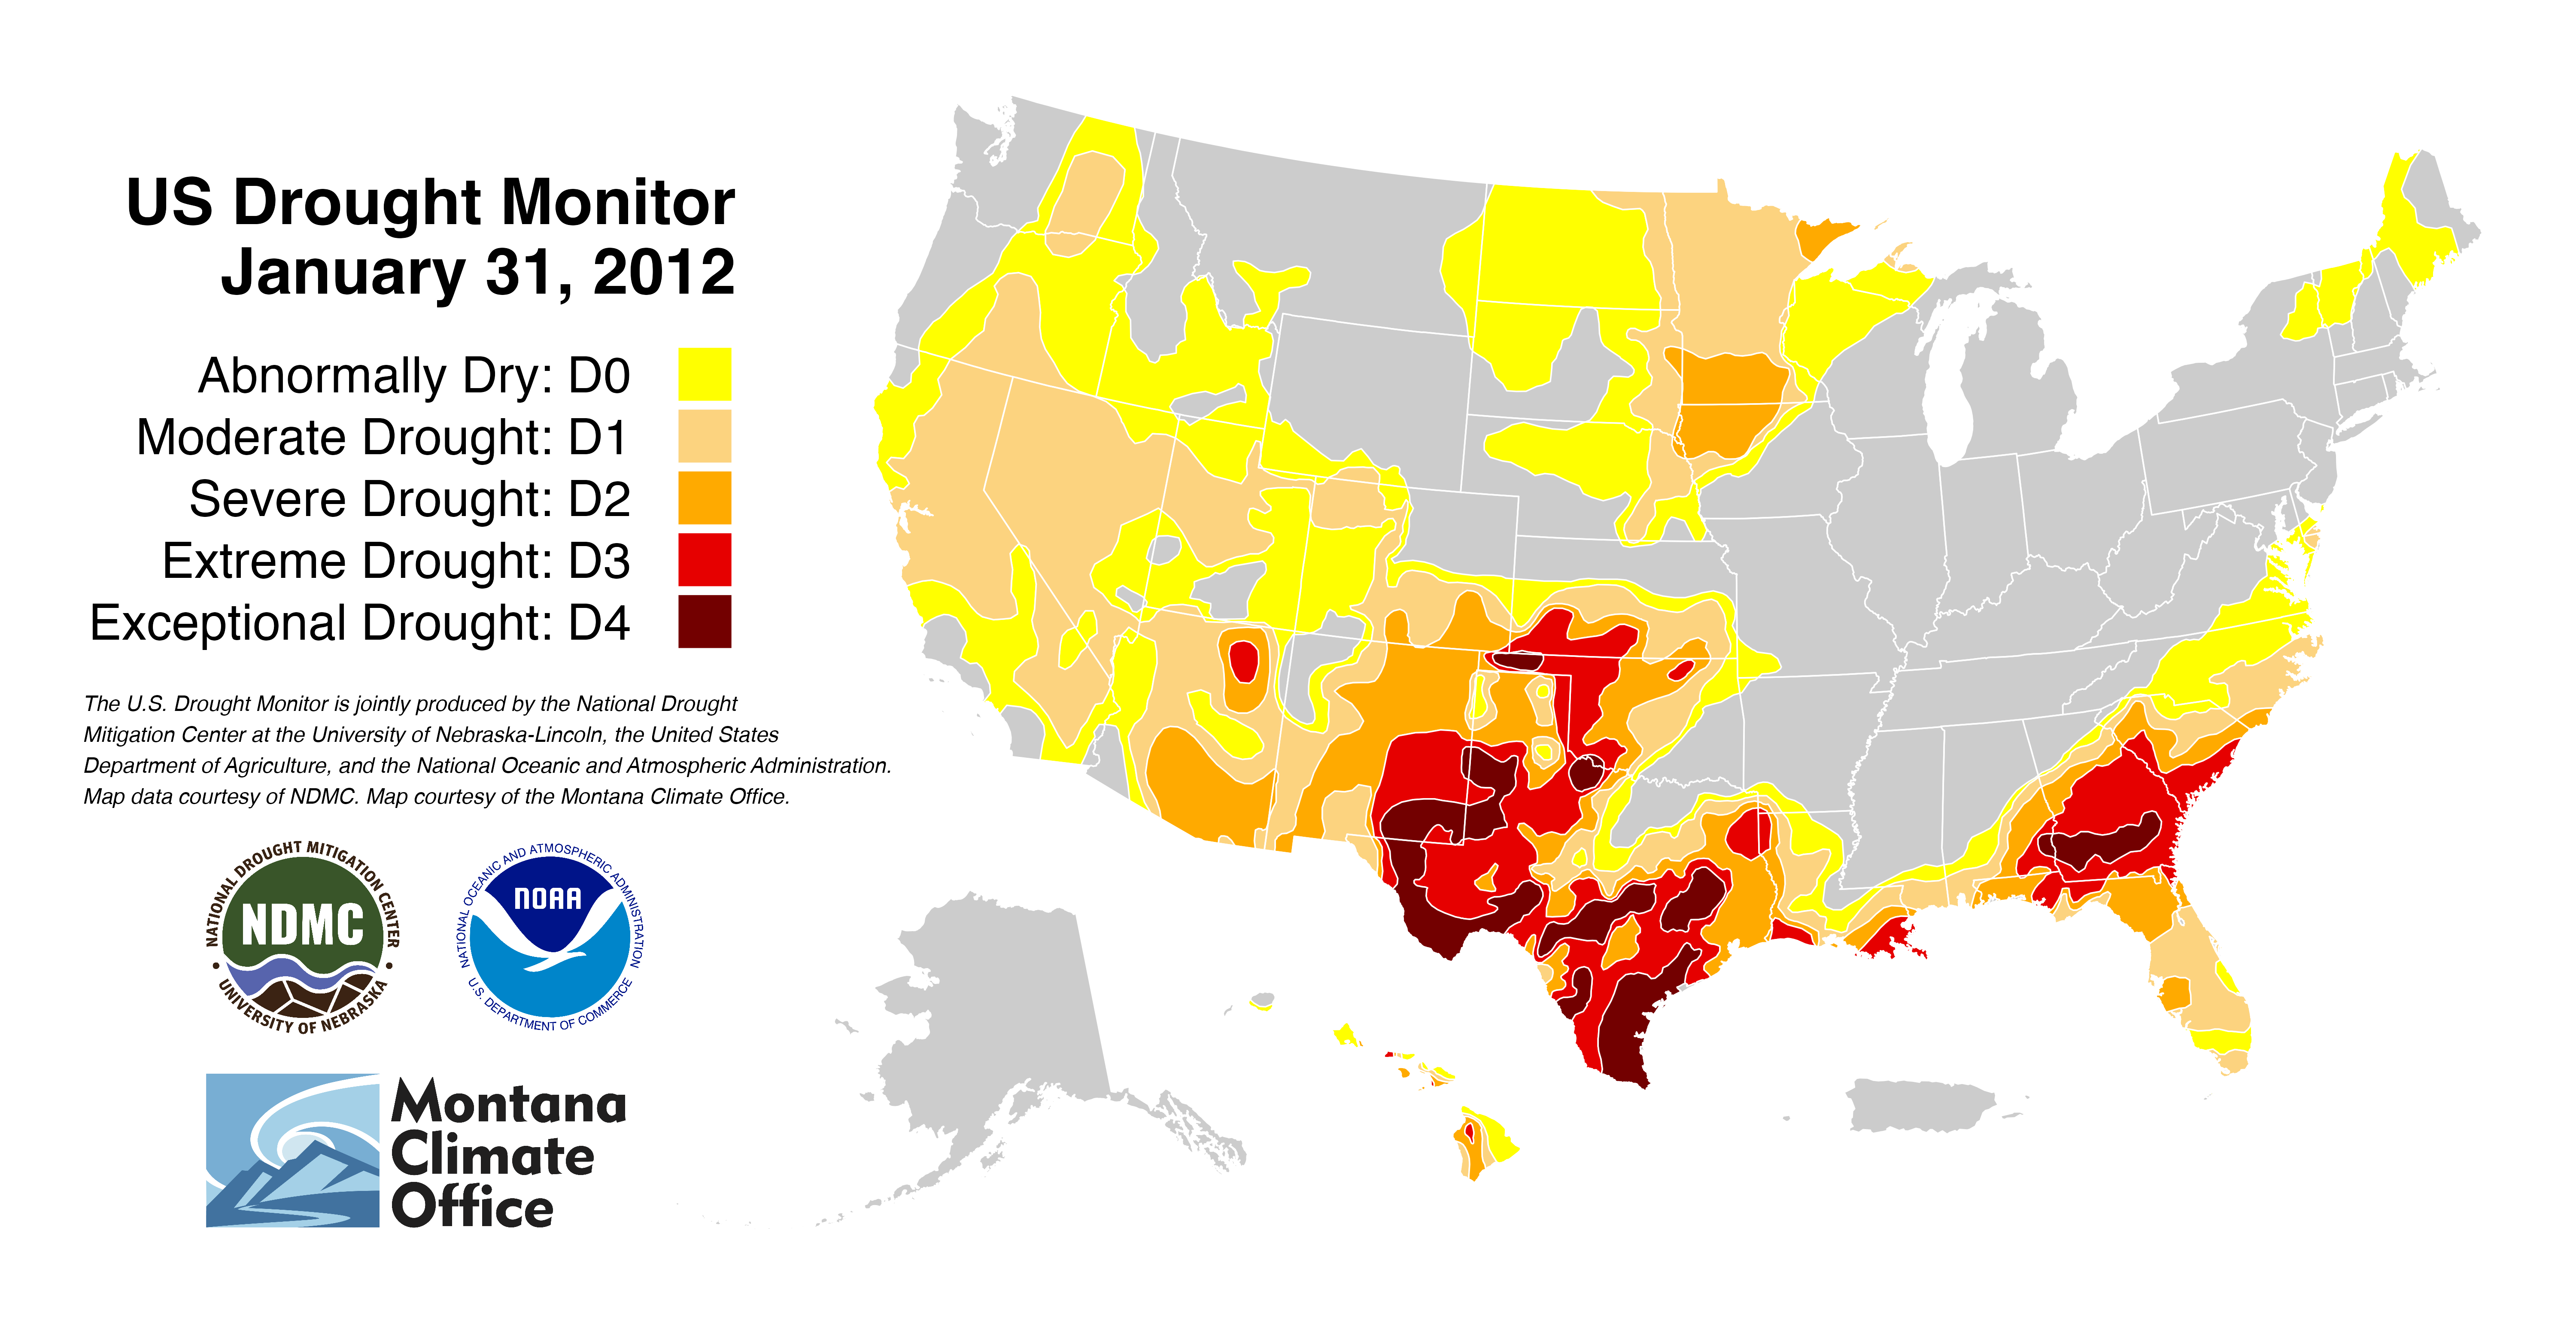 US Drought Monitor
January 31, 2012
Abnormally Dry: D0
Moderate Drought: D1
Severe Drought: D2
Extreme Drought: D3
Exceptional Drought: D4
The U.S. Drought Monitor is jointly produced by the National Drought
Mitigation Center at the University of Nebraska-Lincoln, the United States
Department of Agriculture, and the National Oceanic and Atmospheric Administration.
Map data courtesy of NDMC. Map courtesy of the Montana Climate Office.
NATIONAL DROUGHT MITIGATION CENTER
NDMC
• UNIVERSITY OF NEBRASKA •
NATIONAL OCEANIC AND ATMOSPHERIC ADMINISTRATION
NOAA
U.S. DEPARTMENT OF COMMERCE
Montana
Climate
Office